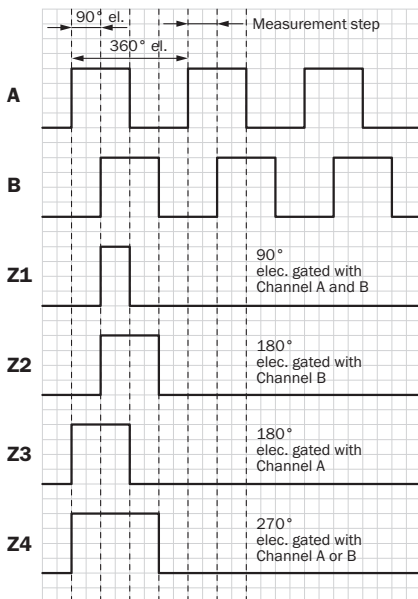 90° el.
Measurement step
360° el.
A
B
Z1
90°
elec. gated with
Channel A and B
Z2
180°
elec. gated with
Channel B
Z3
180°
elec. gated with
Channel A
Z4
270°
elec. gated with
Channel A or B